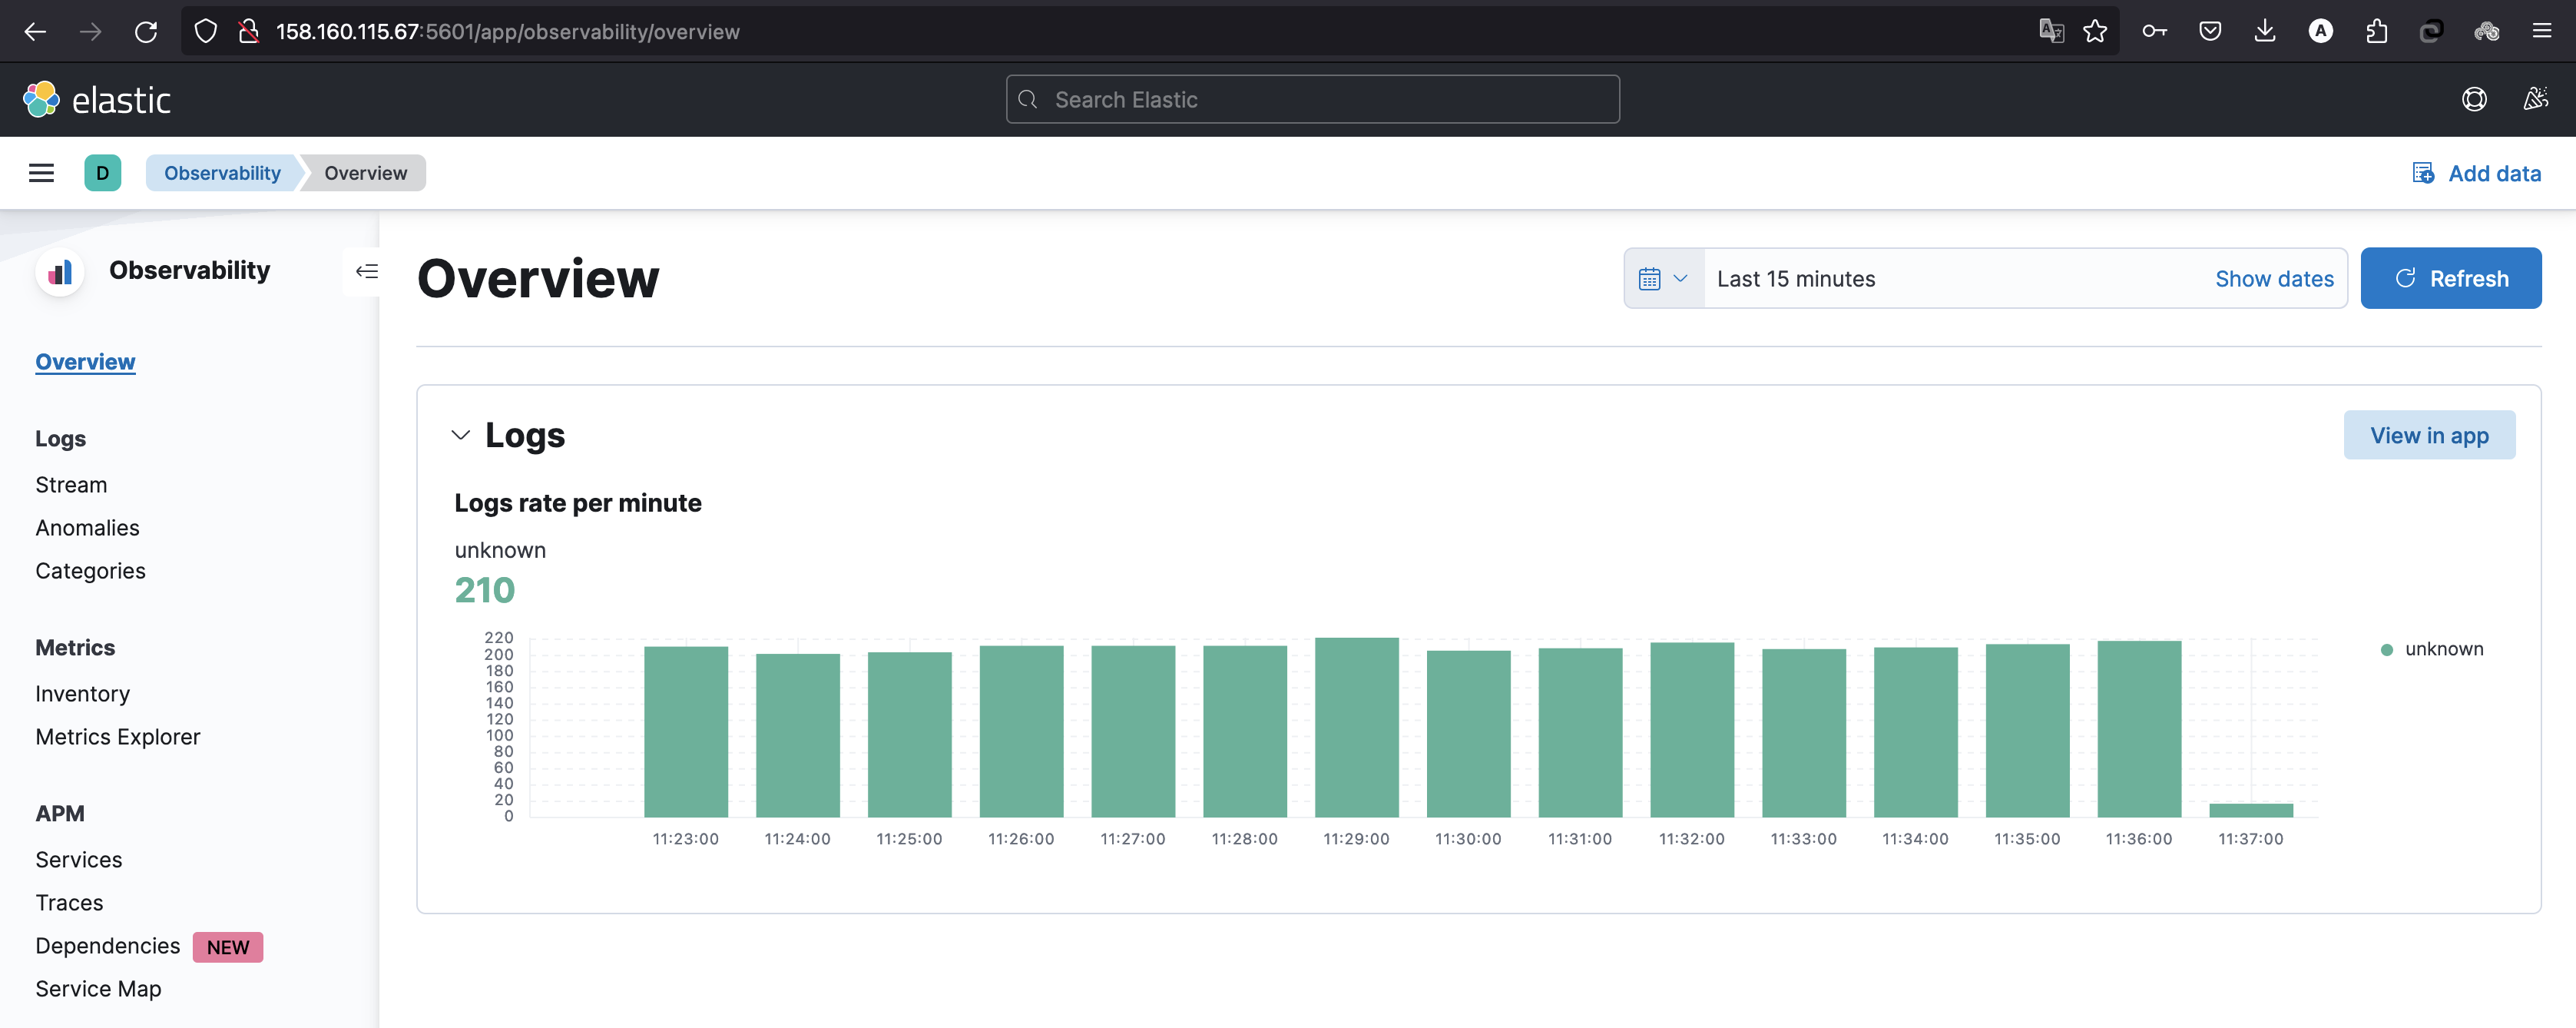 158.160.115.67:5601/app/observability/overview
A
elastic
Search Elastic
D
Observability
Overview
Add data
Observability
Overview
Last 15 minutes
Show dates
Refresh
Overview
Logs
Stream
Anomalies
Categories
Metrics
Inventory
Metrics Explorer
APM
Services
Traces
Dependencies NEW
Service Map
Logs
View in app
Logs rate per minute
unknown
210
220
200
180
160
140
120
100
80
60
40
20
0
11:23:00 11:24:00 11:25:00 11:26:00 11:27:00 11:28:00 11:29:00 11:30:00 11:31:00 11:32:00 11:33:00 11:34:00 11:35:00 11:36:00 11:37:00
unknown